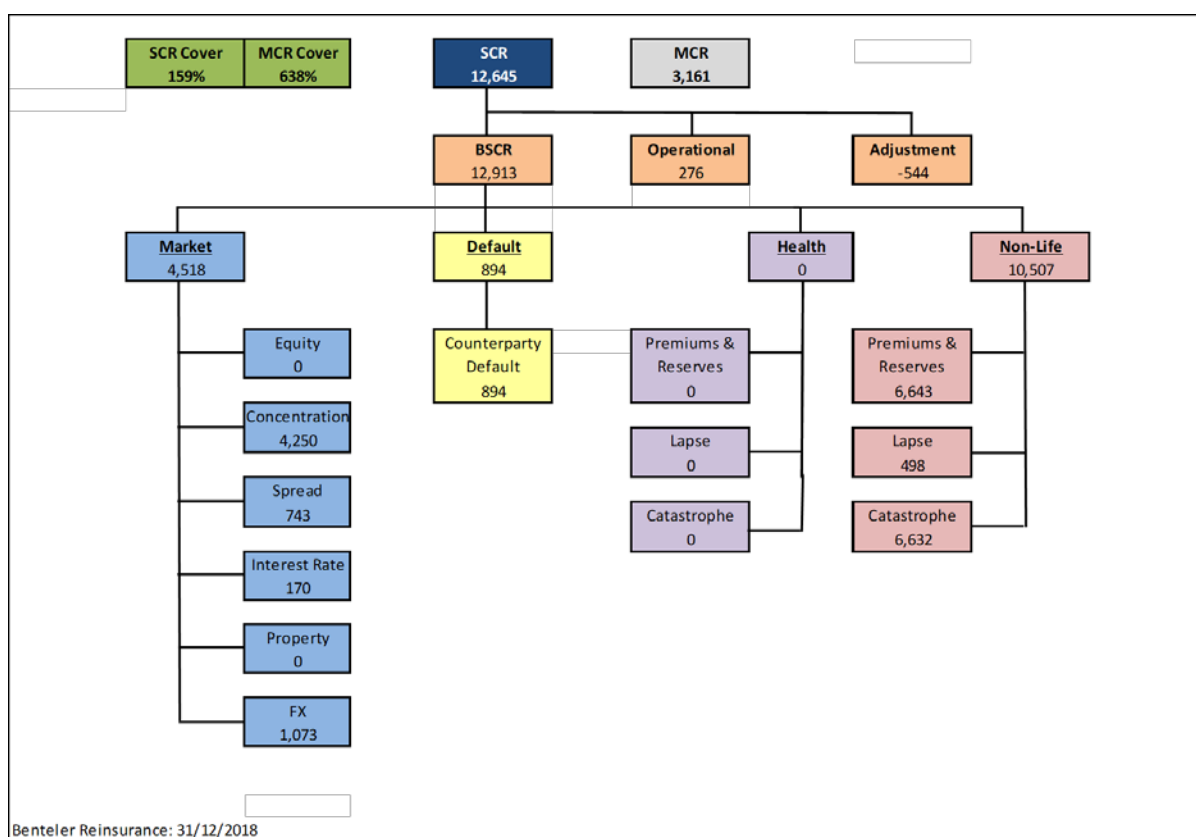 SCR Cover
159%
MCR Cover
638%
SCR
12,645
MCR
3,161
BSCR
12,913
Operational
276
Adjustment
-544
Market
4,518
Default
894
Health
0
Non-Life
10,507
Equity
0
Concentration
4,250
Spread
743
Interest Rate
170
Property
0
FX
1,073
Counterparty
Default
894
Premiums &
Reserves
0
Lapse
0
Catastrophe
0
Premiums &
Reserves
6,643
Lapse
498
Catastrophe
6,632
Benteler Reinsurance: 31/12/2018